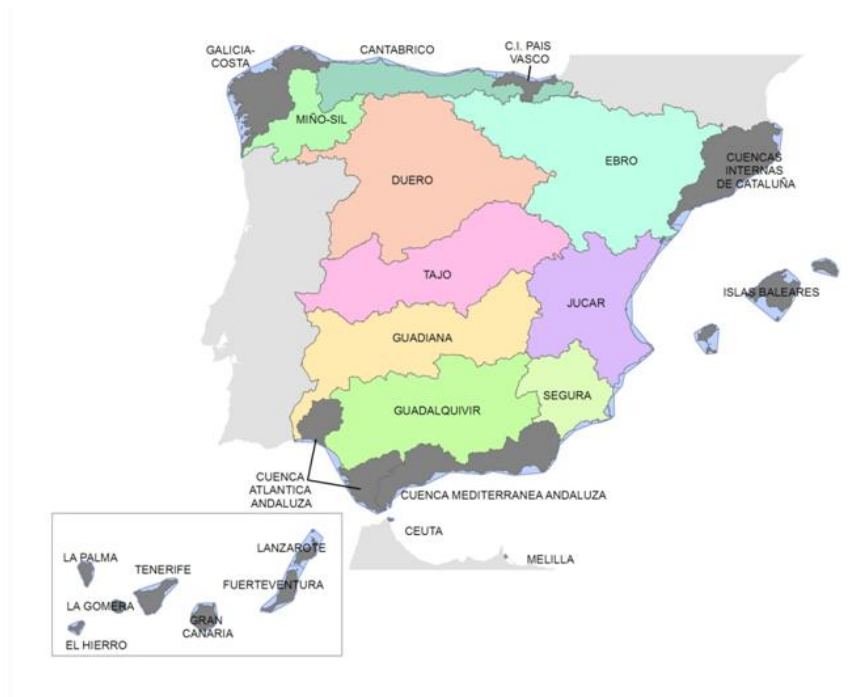 GALICIA-
COSTA
CANTABRICO
C.I. PAIS
VASCO
MIÑO-SIL
DUERO
EBRO
CUENCAS
INTERNAS
DE CATALUÑA
TAJO
ISLAS BALEARES
JUCAR
GUADIANA
SEGURA
GUADALQUIVIR
CUENCA
ATLANTICA
ANDALUZA
CUENCA MEDITERRANEA ANDALUZA
CEUTA
MELILLA
LA PALMA
TENERIFE
LANZAROTE
FUERTEVENTURA
LA GOMERA
GRAN
CANARIA
EL HIERRO